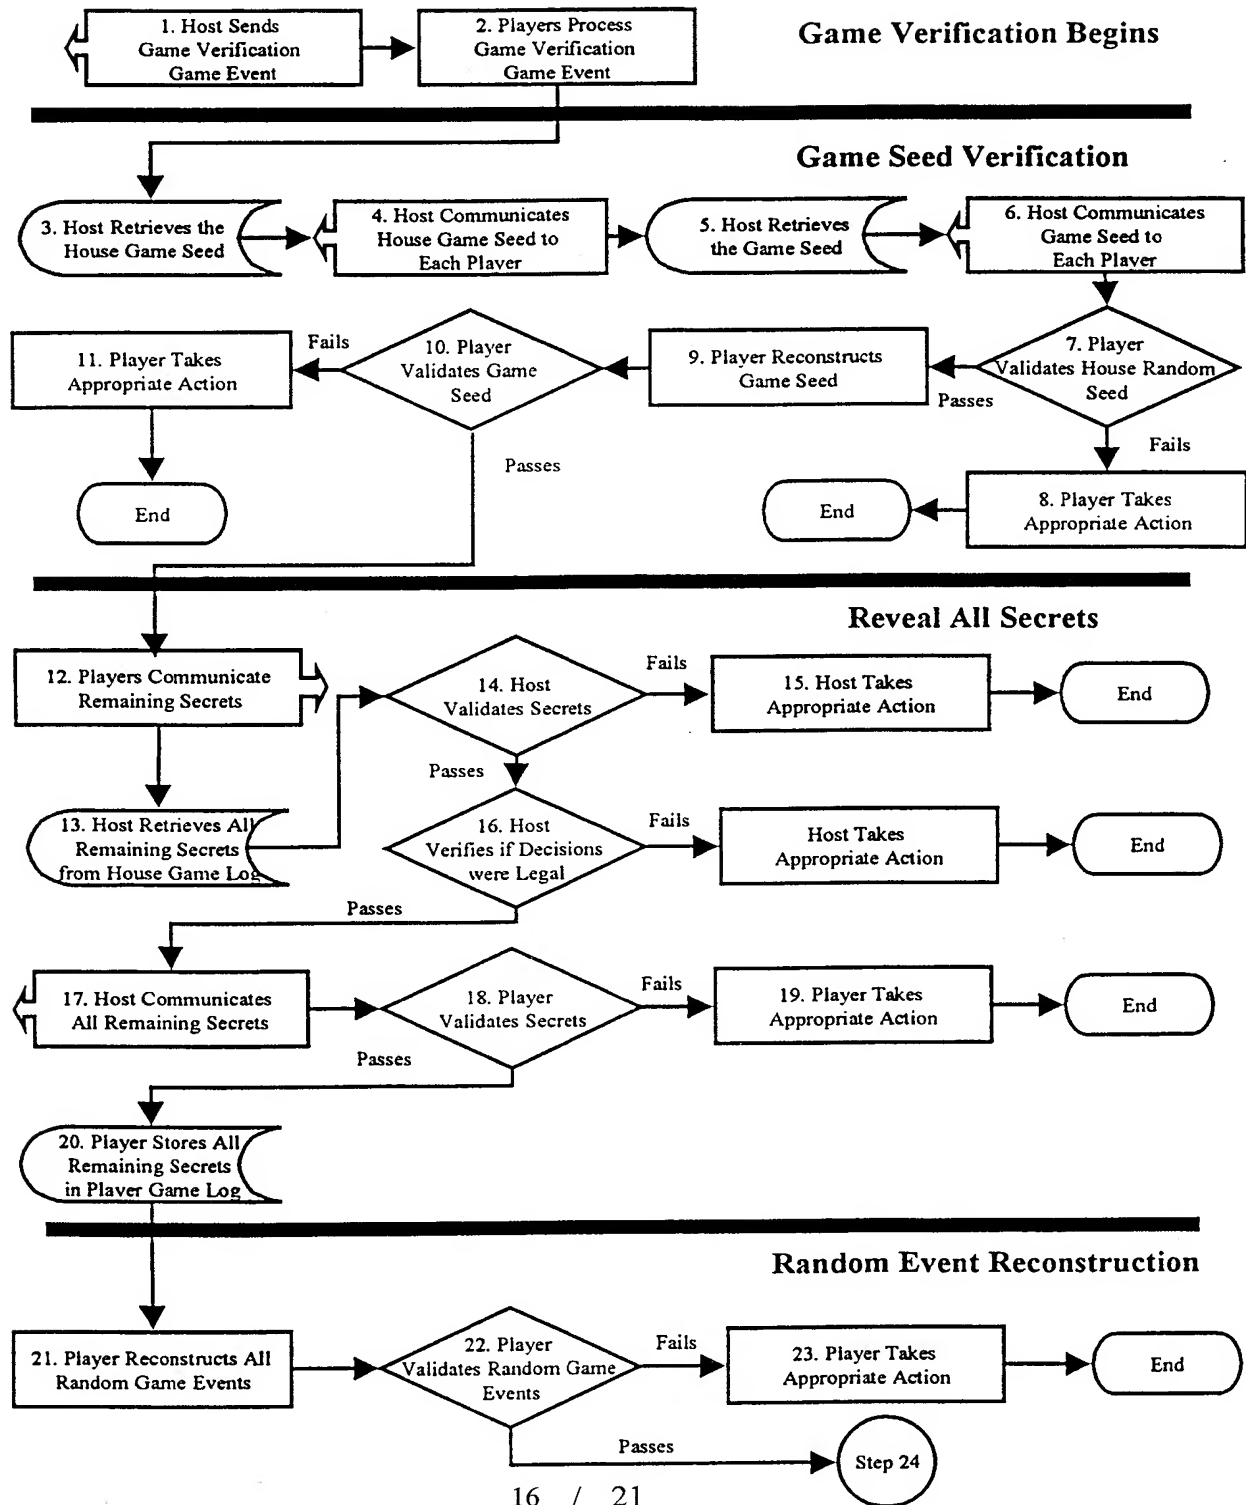 1. Host Sends
Game Verification
Game Event
2. Players Process
Game Verification
Game Event
Game Verification Begins
Game Seed Verification
3. Host Retrieves the
House Game Seed
4. Host Communicates
House Game Seed to
Each Player
5. Host Retrieves
the Game Seed
6. Host Communicates
Game Seed to
Each Player
7. Player
Validates House Random
Seed
Passes
Fails
8. Player Takes
Appropriate Action
End
9. Player Reconstructs
Game Seed
10. Player
Validates Game
Seed
Fails
Passes
11. Player Takes
Appropriate Action
End
Reveal All Secrets
12. Players Communicate
Remaining Secrets
13. Host Retrieves All
Remaining Secrets
from House Game Log
14. Host
Validates Secrets
Fails
15. Host Takes
Appropriate Action
End
Passes
16. Host
Verifies if Decisions
were Legal
Fails
Host Takes
Appropriate Action
End
Passes
17. Host Communicates
All Remaining Secrets
18. Player
Validates Secrets
Fails
19. Player Takes
Appropriate Action
End
Passes
20. Player Stores All
Remaining Secrets
in Player Game Log
Random Event Reconstruction
21. Player Reconstructs All
Random Game Events
22. Player
Validates Random Game
Events
Fails
23. Player Takes
Appropriate Action
End
Passes
Step 24
16 / 21